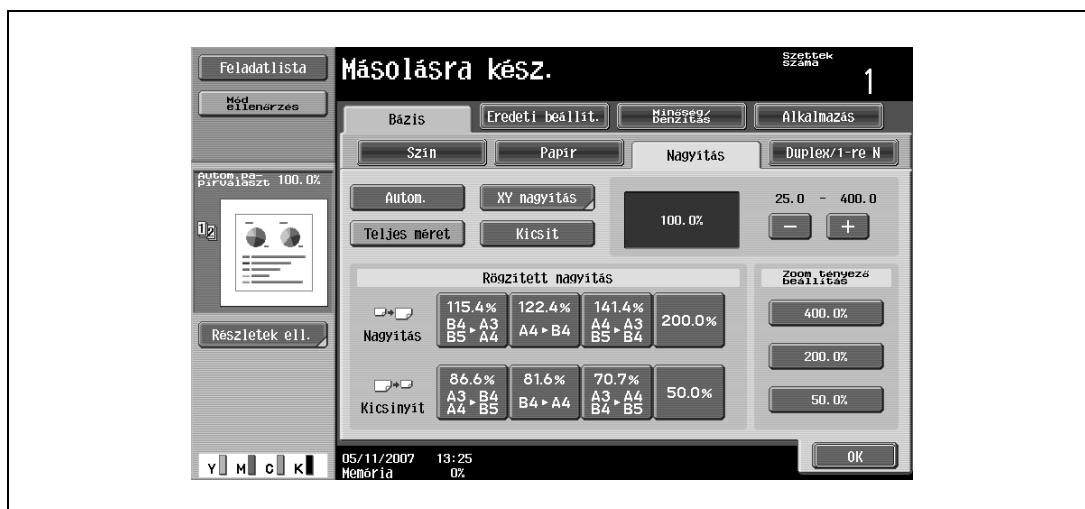 Feladatlista
Mód
ellenőrzés
Másolásra kész.
Szettek
száma
1
Bázis
Eredeti beállít.
Minőség/
Denzitás
Alkalmazás
Szín
Papír
Nagyítás
Duplex/1-re N
Autom.pa-
pírválaszt 100.0%
1 2
Autom.
XY nagyítás
Teljes méret
Kicsit
100.0%
25.0 - 400.0
− +
Rögzített nagyítás
Zoom tényező
beállítás
Nagyítás
115.4%
B4 ▸ A3
B5 ▸ A4
122.4%
A4 ▸ B4
141.4%
A4 ▸ A3
B5 ▸ B4
200.0%
Kicsinyít
86.6%
A3 ▸ B4
A4 ▸ B5
81.6%
B4 ▸ A4
70.7%
A3 ▸ A4
B4 ▸ B5
50.0%
400.0%
200.0%
50.0%
Részletek ell.
Y M C K
05/11/2007 13:25
Memória 0%
OK